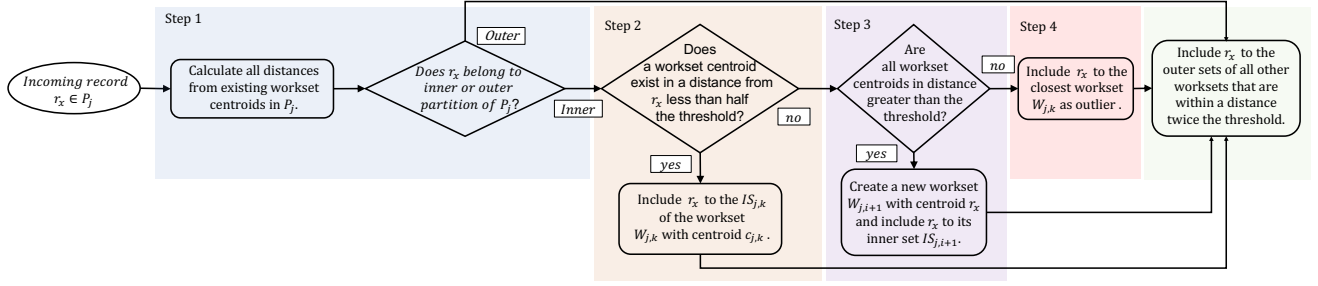 Step 1
Step 2
Step 3
Step 4
Incoming record
r_x ∈ P_j
Calculate all distances
from existing workset
centroids in P_j.
Outer
Does r_x belong to
inner or outer
partition of P_j?
Inner
Does
a workset centroid
exist in a distance from
r_x less than half
the threshold?
no
yes
Include r_x to the IS_{j,k}
of the workset
W_{j,k} with centroid c_{j,k} .
Are
all workset
centroids in distance
greater than the
threshold?
no
yes
Create a new workset
W_{j,i+1} with centroid r_x
and include r_x to its
inner set IS_{j,i+1}.
Include r_x to the
closest workset
W_{j,k} as outlier .
Include r_x to the
outer sets of all other
worksets that are
within a distance
twice the threshold.